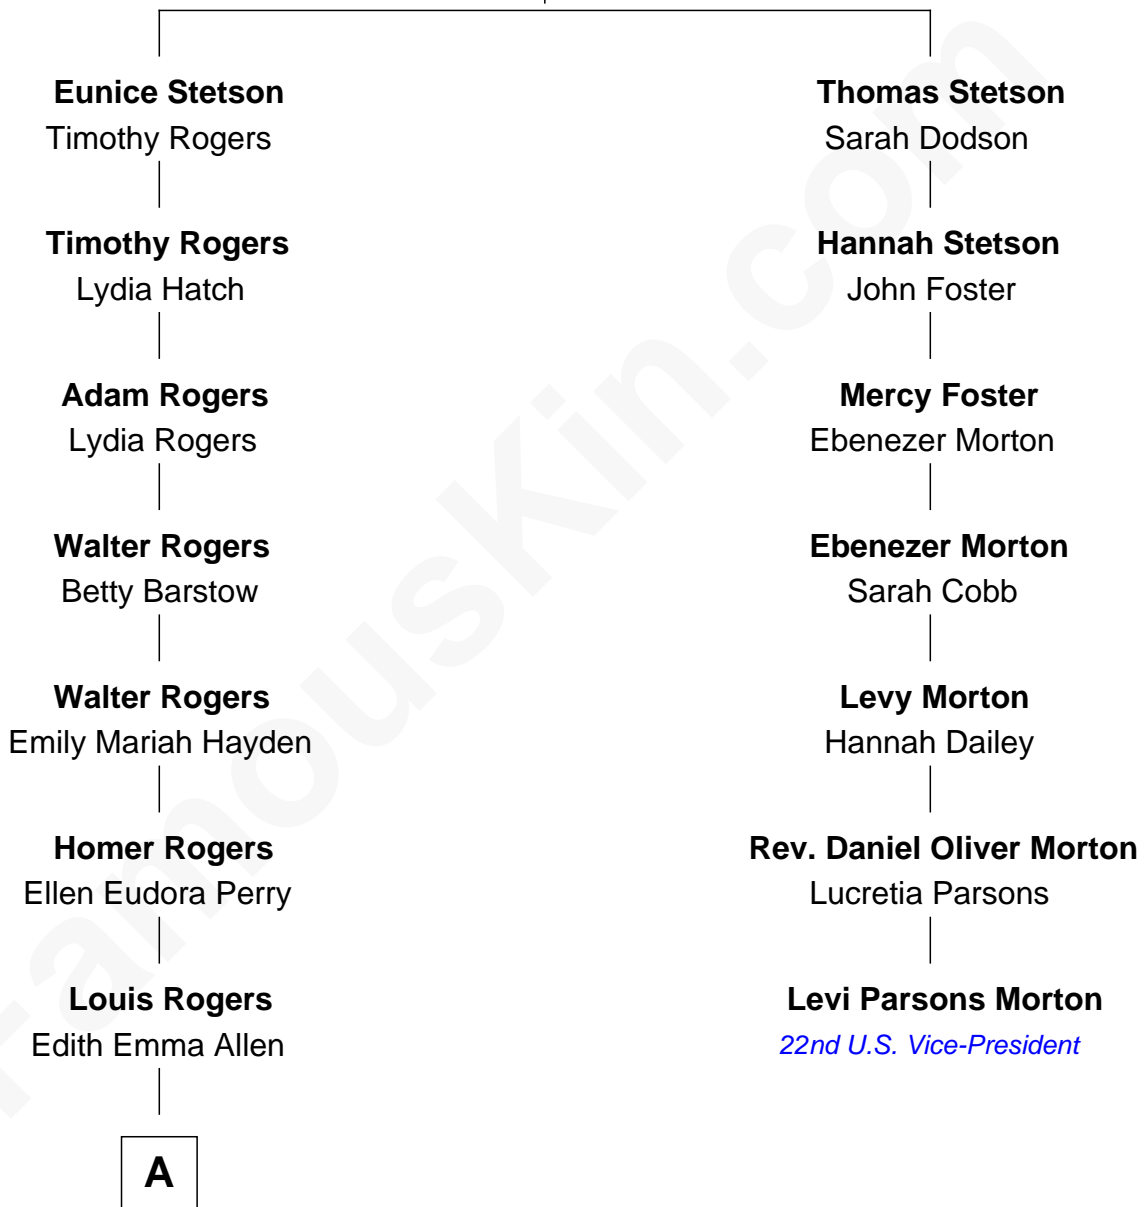 Eunice Stetson
Timothy Rogers
Timothy Rogers
Lydia Hatch
Adam Rogers
Lydia Rogers
Walter Rogers
Betty Barstow
Walter Rogers
Emily Mariah Hayden
Homer Rogers
Ellen Eudora Perry
Louis Rogers
Edith Emma Allen
A
Thomas Stetson
Sarah Dodson
Hannah Stetson
John Foster
Mercy Foster
Ebenezer Morton
Ebenezer Morton
Sarah Cobb
Levy Morton
Hannah Dailey
Rev. Daniel Oliver Morton
Lucretia Parsons
Levi Parsons Morton
22nd U.S. Vice-President
FamousKin.com